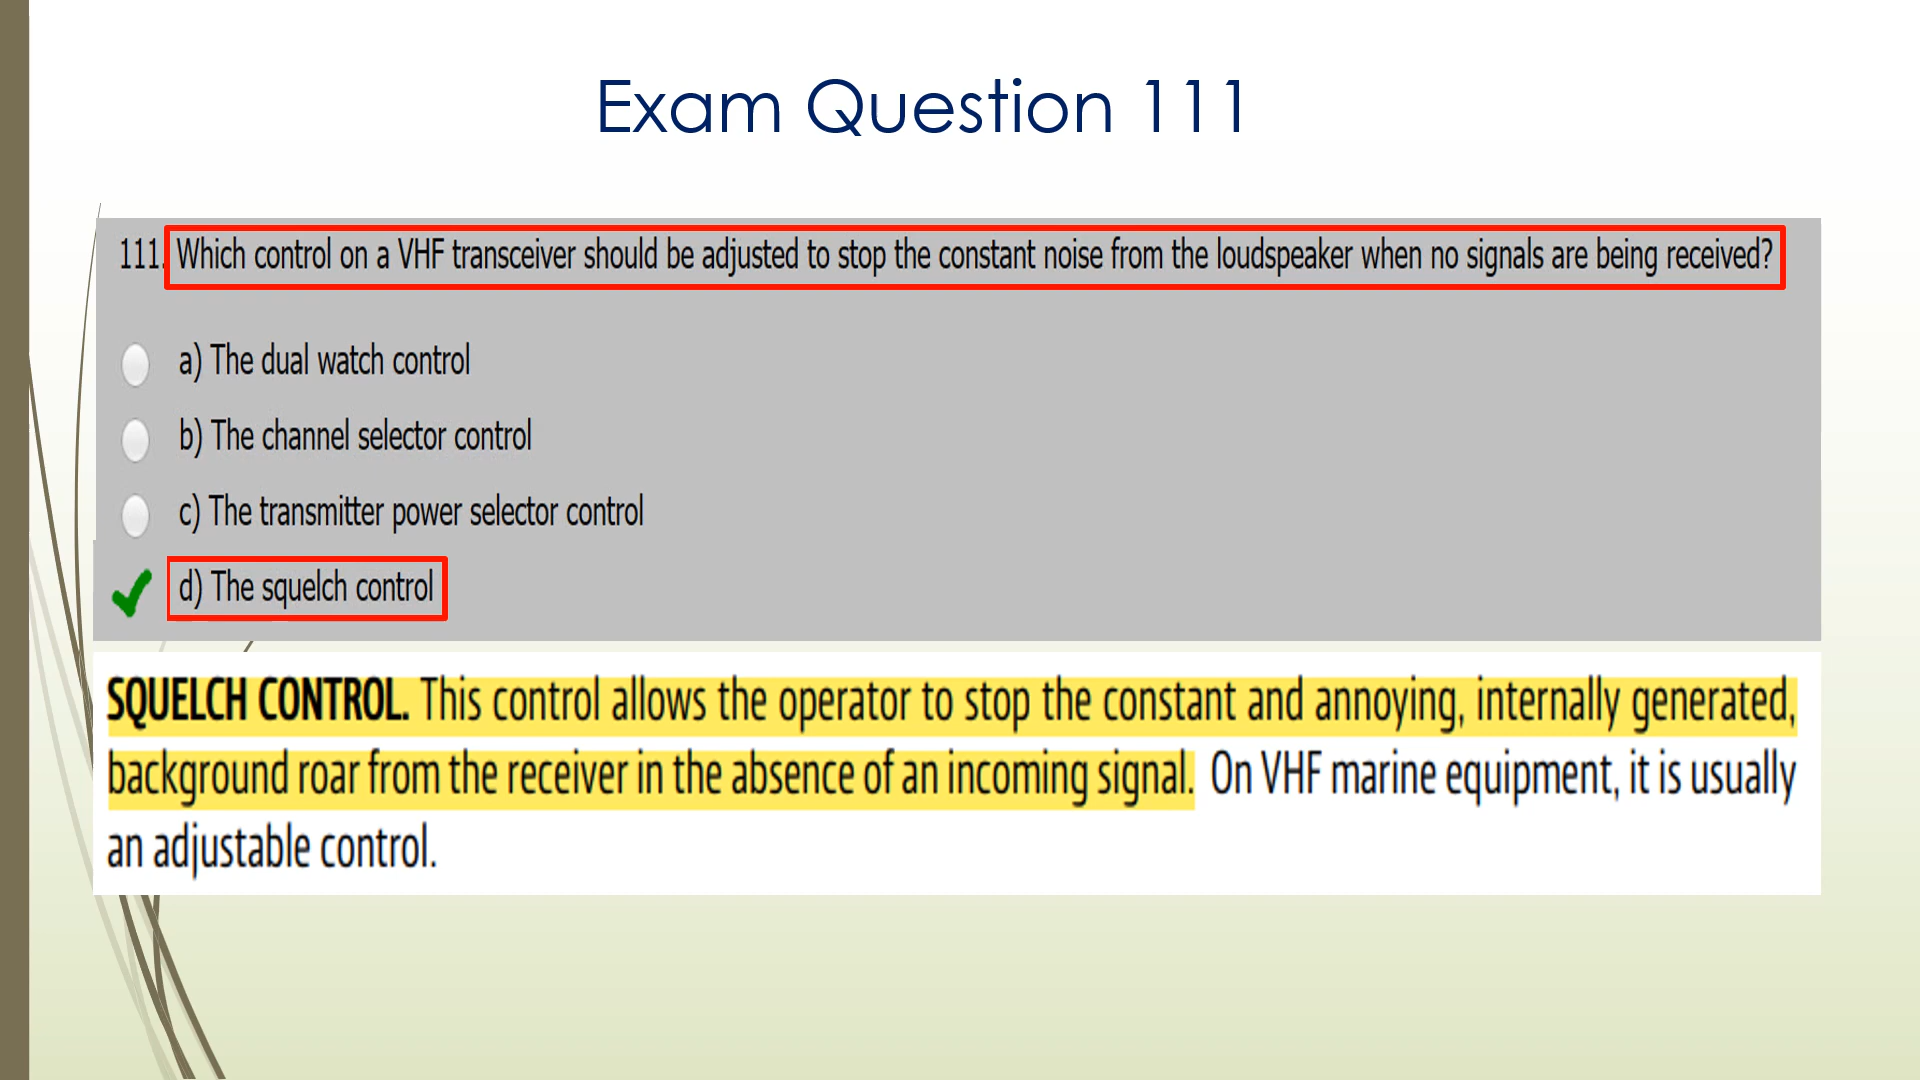 Exam Question 111
111. Which control on a VHF transceiver should be adjusted to stop the constant noise from the loudspeaker when no signals are being received?
a) The dual watch control
b) The channel selector control
c) The transmitter power selector control
d) The squelch control
SQUELCH CONTROL. This control allows the operator to stop the constant and annoying, internally generated,
background roar from the receiver in the absence of an incoming signal. On VHF marine equipment, it is usually
an adjustable control.